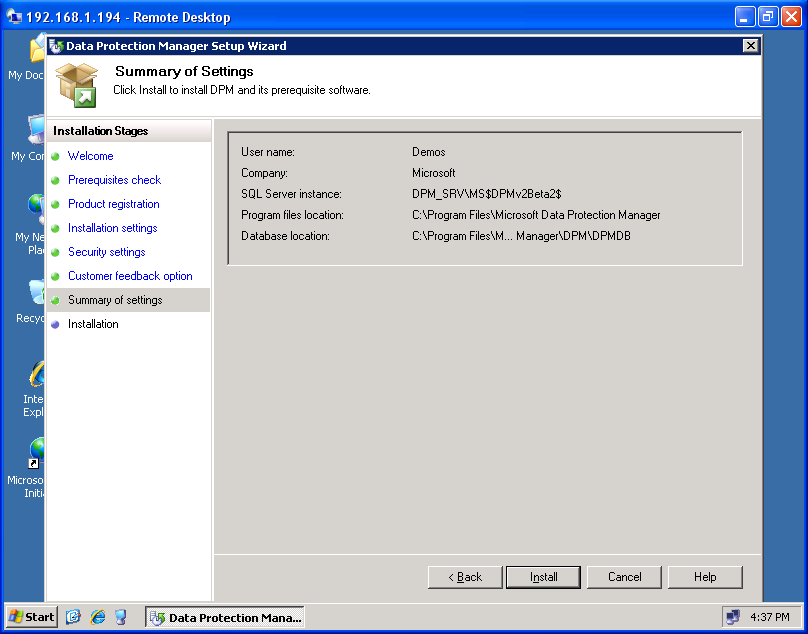 192.168.1.194 - Remote Desktop
Data Protection Manager Setup Wizard
My Doc
My Co
My Ne
Pla
Recyc
Inte
Expl
Microso
Initia
Summary of Settings
Click Install to install DPM and its prerequisite software.
Installation Stages
Welcome
Prerequisites check
Product registration
Installation settings
Security settings
Customer feedback option
Summary of settings
Installation
User name: Demos
Company: Microsoft
SQL Server instance: DPM_SRV\MS$DPMv2Beta2$
Program files location: C:\Program Files\Microsoft Data Protection Manager
Database location: C:\Program Files\M... Manager\DPM\DPMDB
< Back Install Cancel Help
Start Data Protection Mana... 4:37 PM